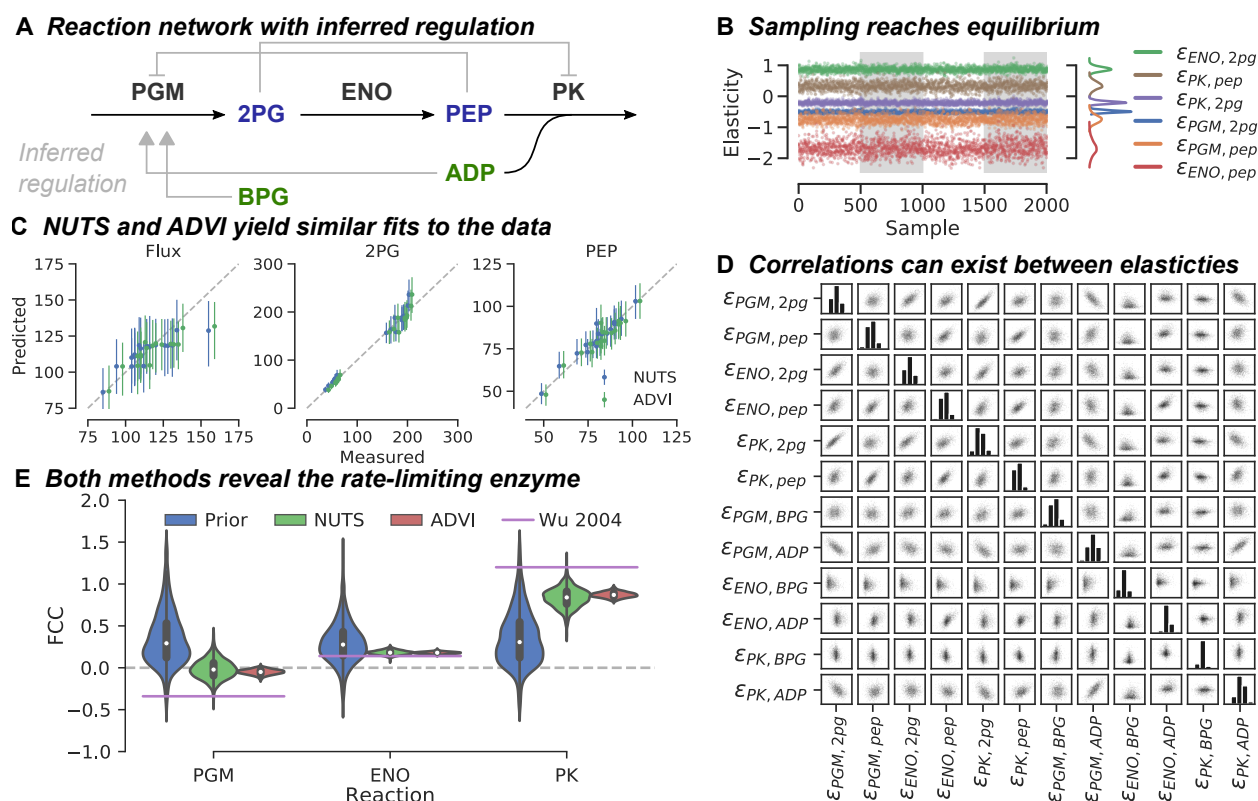 A Reaction network with inferred regulation
PGM
ENO
PK
2PG
PEP
Inferred
regulation
ADP
BPG
B Sampling reaches equilibrium
Elasticity
1
0
−1
−2
0
500
1000
1500
2000
Sample
εENO, 2pg
εPK, pep
εPK, 2pg
εPGM, 2pg
εPGM, pep
εENO, pep
C NUTS and ADVI yield similar fits to the data
Flux
2PG
PEP
Predicted
175
150
125
100
75
75 100 125 150 175
300
200
100
0
0 100 200 300
125
100
75
50
50 75 100 125
Measured
NUTS
ADVI
D Correlations can exist between elasticties
εPGM, 2pg
εPGM, pep
εENO, 2pg
εENO, pep
εPK, 2pg
εPK, pep
εPGM, BPG
εPGM, ADP
εENO, BPG
εENO, ADP
εPK, BPG
εPK, ADP
εPGM, 2pg
εPGM, pep
εENO, 2pg
εENO, pep
εPK, 2pg
εPK, pep
εPGM, BPG
εPGM, ADP
εENO, BPG
εENO, ADP
εPK, BPG
εPK, ADP
E Both methods reveal the rate-limiting enzyme
FCC
2.0
1.5
1.0
0.5
0.0
−0.5
−1.0
Prior
NUTS
ADVI
Wu 2004
PGM
ENO
PK
Reaction